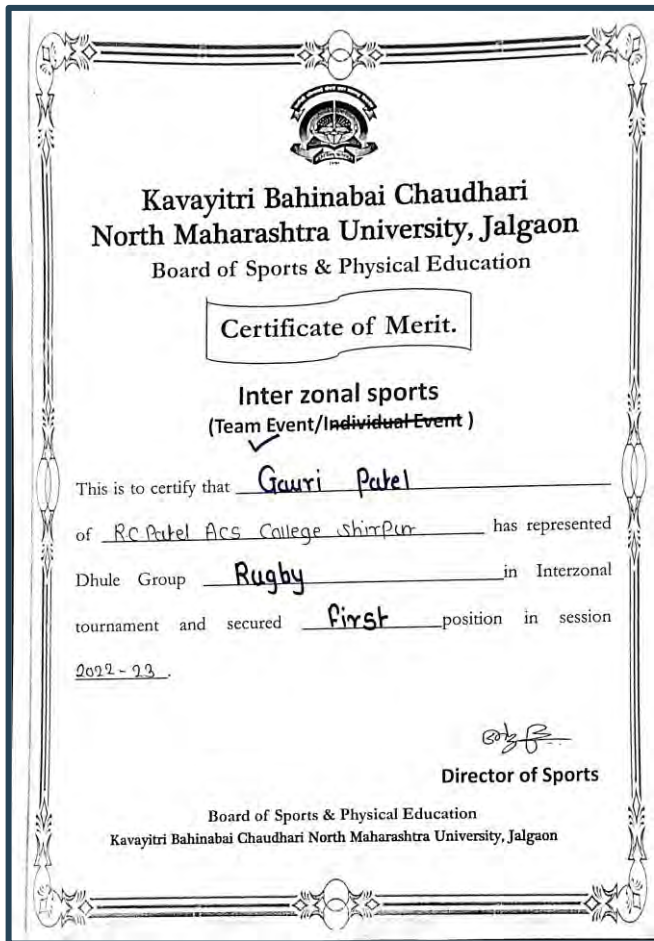 Kavayitri Bahinabai Chaudhari
North Maharashtra University, Jalgaon
Board of Sports & Physical Education
Certificate of Merit.
Inter zonal sports
(Team Event/Individual Event )
This is to certify that Gauri Patel
of R.C.Patel Acs College Shirpur has represented
Dhule Group Rugby in Interzonal
tournament and secured first position in session
2022-23.
Director of Sports
Board of Sports & Physical Education
Kavayitri Bahinabai Chaudhari North Maharashtra University, Jalgaon